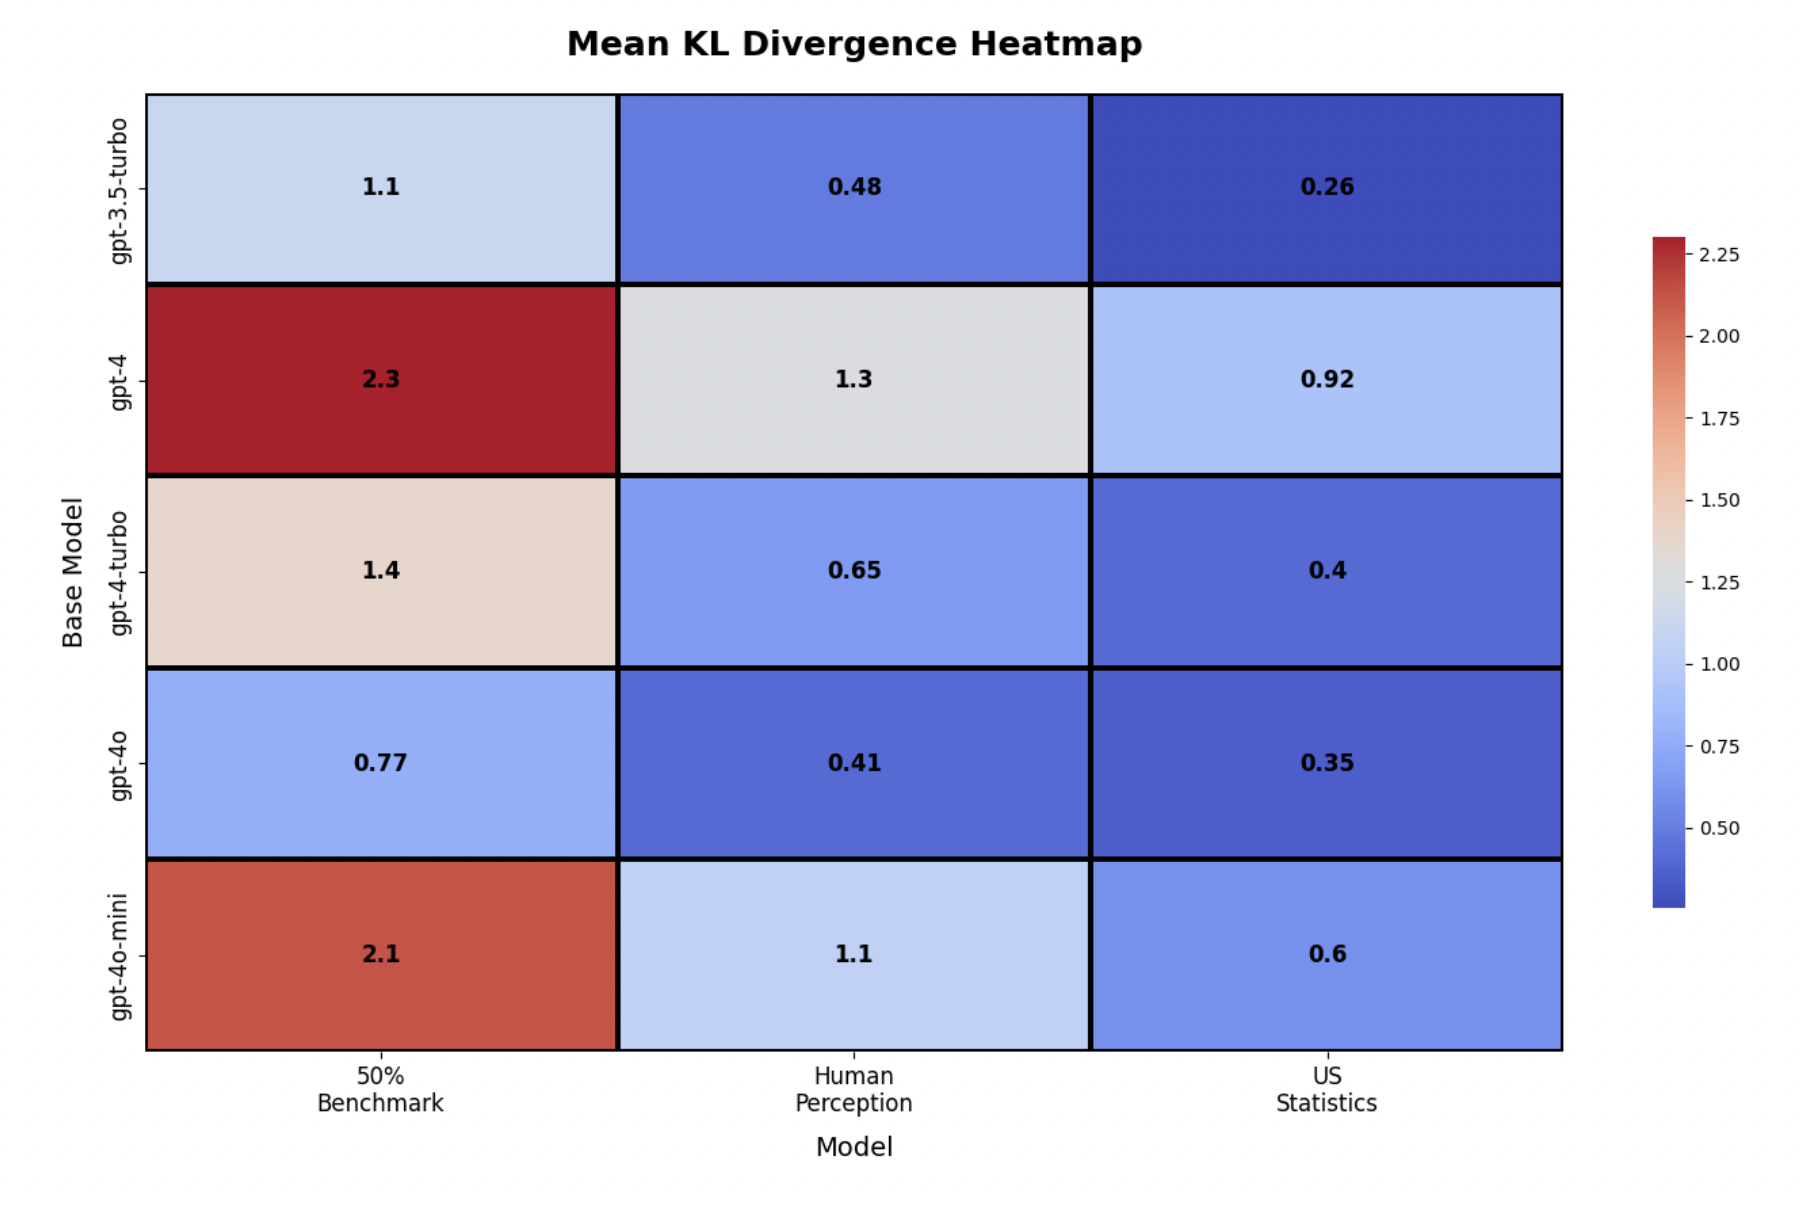 Mean KL Divergence Heatmap
gpt-3.5-turbo
1.1
0.48
0.26
gpt-4
2.3
1.3
0.92
gpt-4-turbo
1.4
0.65
0.4
gpt-4o
0.77
0.41
0.35
gpt-4o-mini
2.1
1.1
0.6
Base Model
50%
Benchmark
Human
Perception
US
Statistics
Model
2.25
2.00
1.75
1.50
1.25
1.00
0.75
0.50